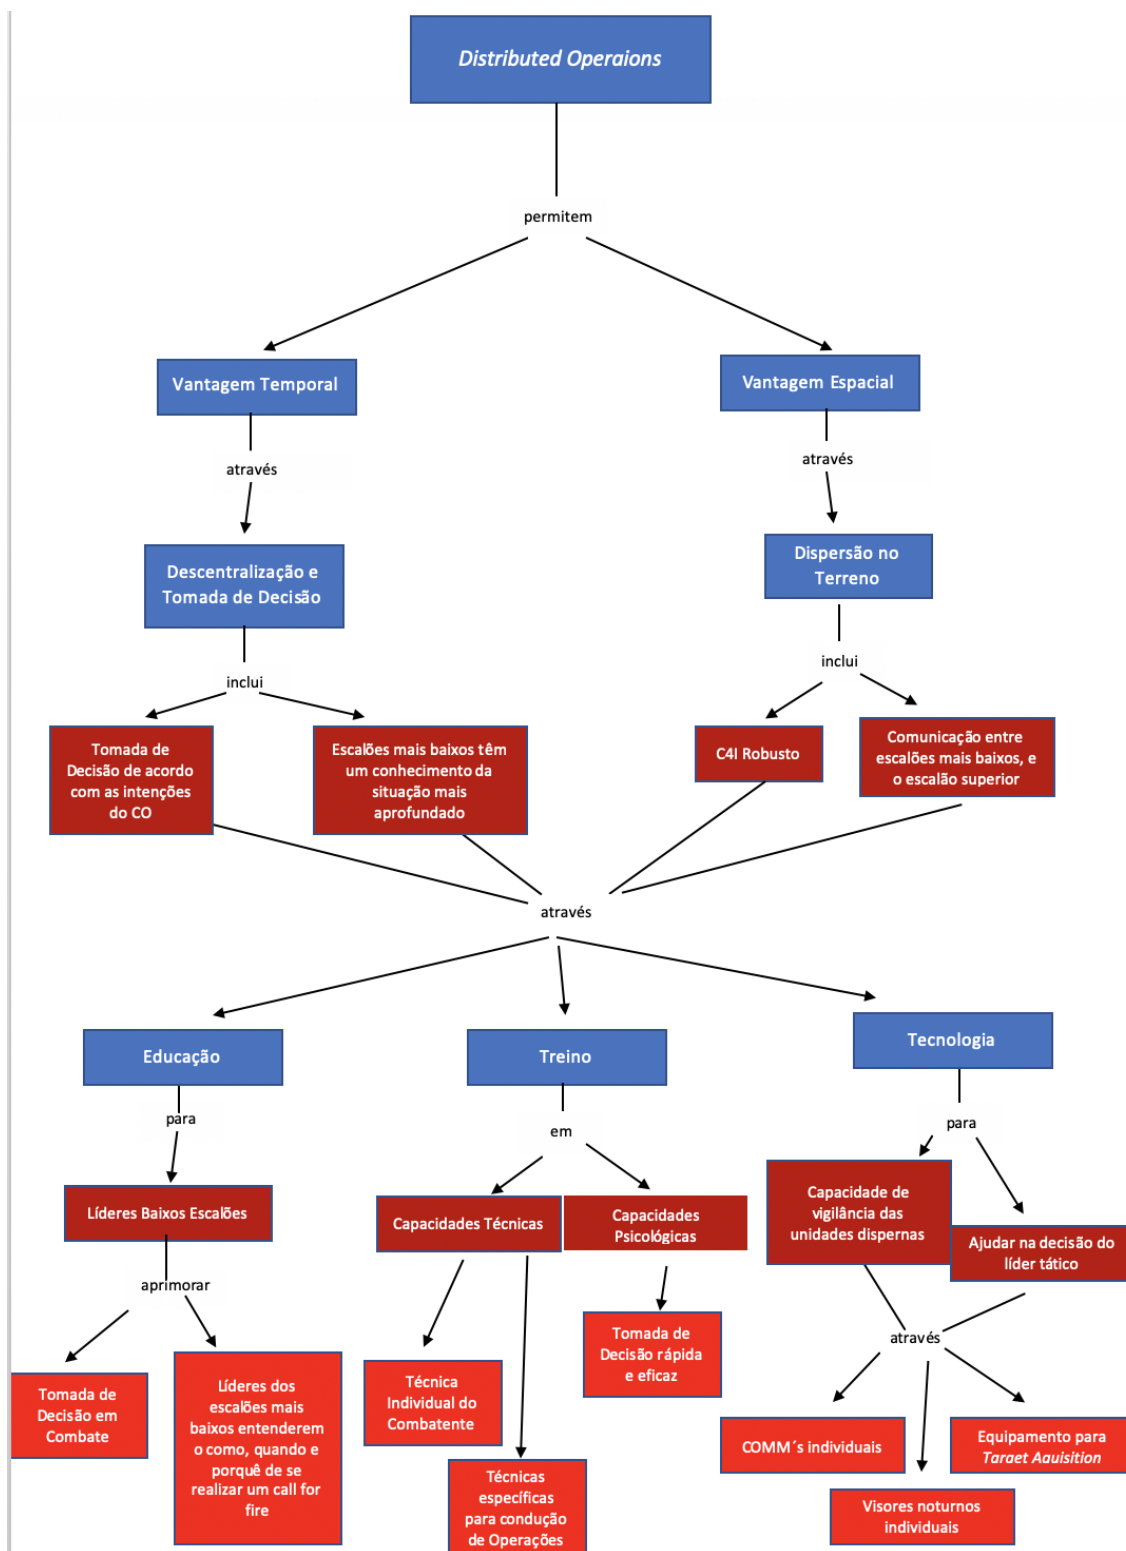 Distributed Operaions
permitem
Vantagem Temporal
Vantagem Espacial
através
através
Descentralização e
Tomada de Decisão
Dispersão no
Terreno
inclui
inclui
Tomada de
Decisão de acordo
com as intenções
do CO
Escalões mais baixos têm
um conhecimento da
situação mais
aprofundado
C4I Robusto
Comunicação entre
escalões mais baixos, e
o escalão superior
através
Educação
Treino
Tecnologia
para
em
para
Líderes Baixos Escalões
Capacidades Técnicas
Capacidades
Psicológicas
Capacidade de
vigilância das
unidades dispernas
Ajudar na decisão do
líder tático
aprimorar
através
Tomada de
Decisão em
Combate
Líderes dos
escalões mais
baixos entenderem
o como, quando e
porquê de se
realizar um call for
fire
Técnica
Individual do
Combatente
Técnicas
específicas
para condução
de Operações
Tomada de
Decisão rápida
e eficaz
COMM´s individuais
Visores noturnos
individuais
Equipamento para
Target Aquisition